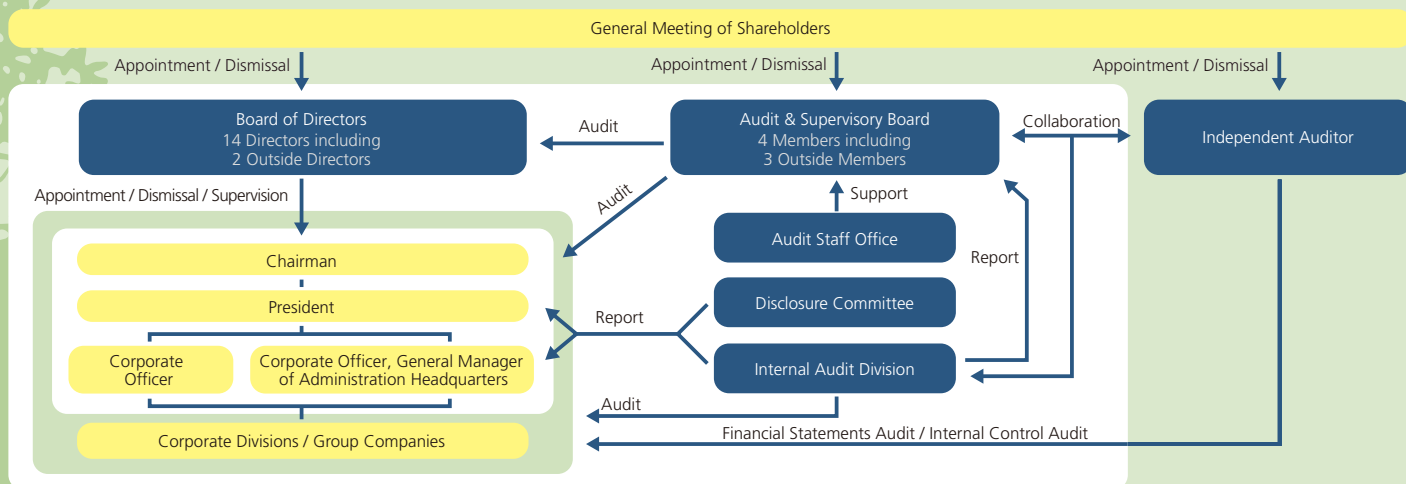 General Meeting of Shareholders
Appointment / Dismissal
Appointment / Dismissal
Appointment / Dismissal
Board of Directors
14 Directors including
2 Outside Directors
Audit
Audit & Supervisory Board
4 Members including
3 Outside Members
Collaboration
Independent Auditor
Appointment / Dismissal / Supervision
Audit
Support
Audit Staff Office
Report
Chairman
President
Report
Disclosure Committee
Corporate
Officer
Corporate Officer, General Manager
of Administration Headquarters
Internal Audit Division
Audit
Corporate Divisions / Group Companies
Financial Statements Audit / Internal Control Audit